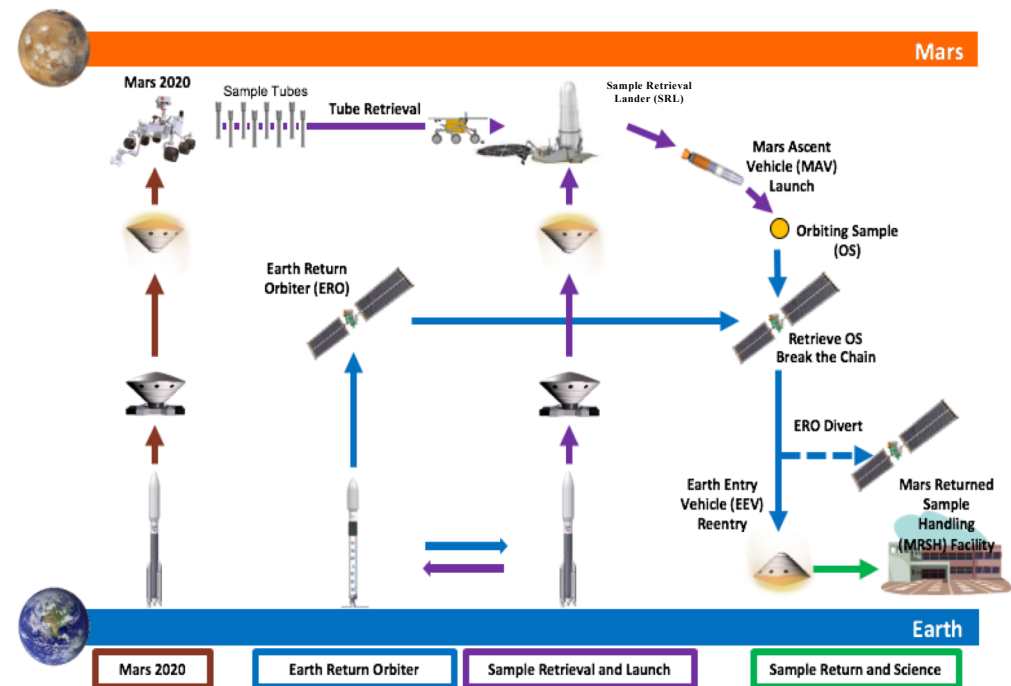 Mars
Mars 2020
Sample Tubes
Tube Retrieval
Sample Retrieval
Lander (SRL)
Mars Ascent
Vehicle (MAV)
Launch
Orbiting Sample
(OS)
Earth Return
Orbiter (ERO)
Retrieve OS
Break the Chain
ERO Divert
Earth Entry
Vehicle (EEV)
Reentry
Mars Returned
Sample
Handling
(MRSH) Facility
Earth
Mars 2020
Earth Return Orbiter
Sample Retrieval and Launch
Sample Return and Science